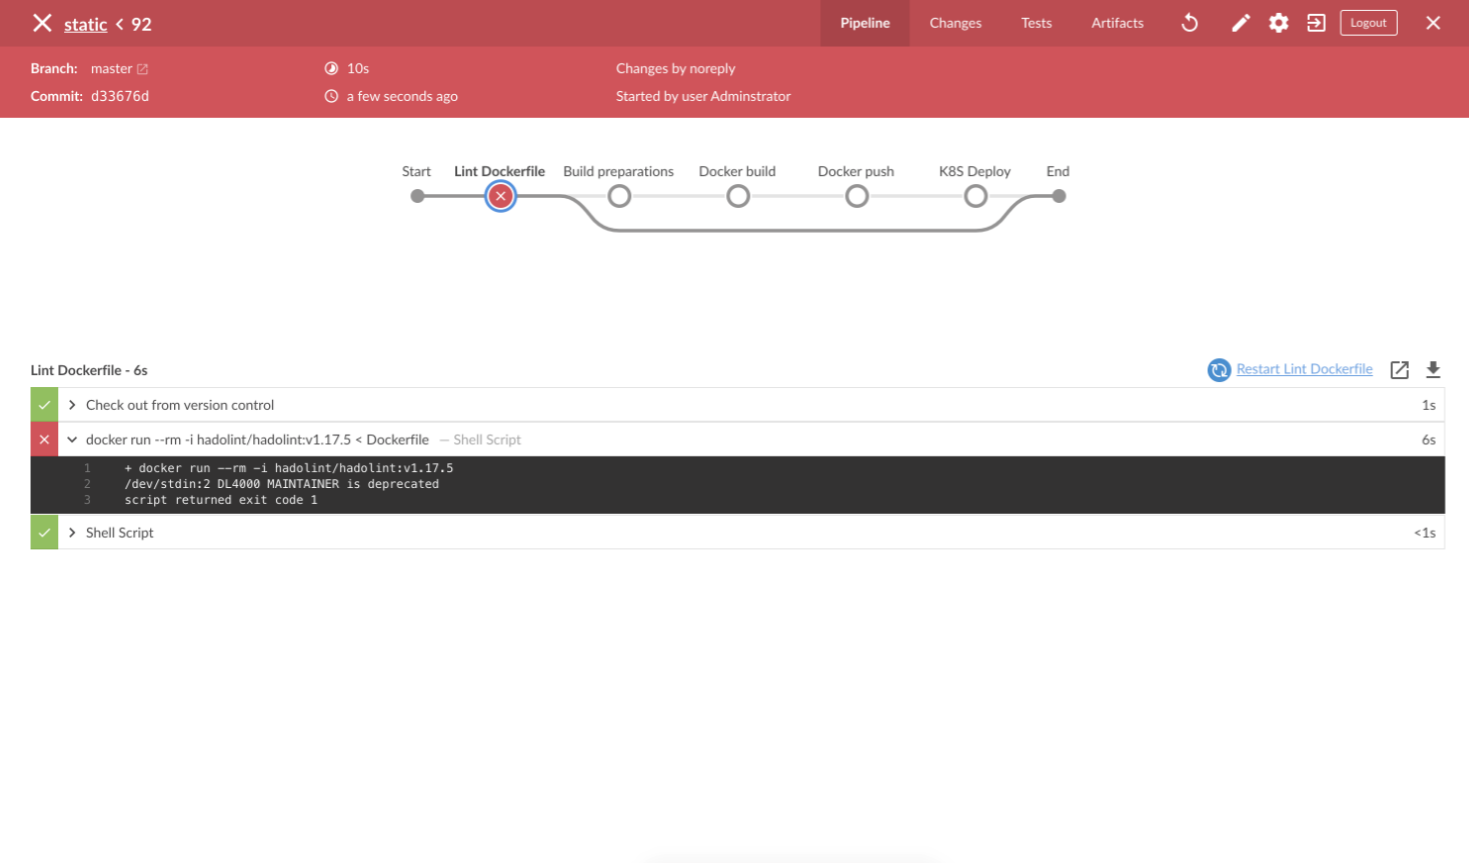 static < 92
Pipeline Changes Tests Artifacts Logout
Branch: master 10s Changes by noreply
Commit: d33676d a few seconds ago Started by user Adminstrator
Start Lint Dockerfile Build preparations Docker build Docker push K8S Deploy End
Lint Dockerfile - 6s Restart Lint Dockerfile
Check out from version control 1s
docker run --rm -i hadolint/hadolint:v1.17.5 < Dockerfile — Shell Script 6s
1 + docker run --rm -i hadolint/hadolint:v1.17.5
2 /dev/stdin:2 DL4000 MAINTAINER is deprecated
3 script returned exit code 1
Shell Script <1s